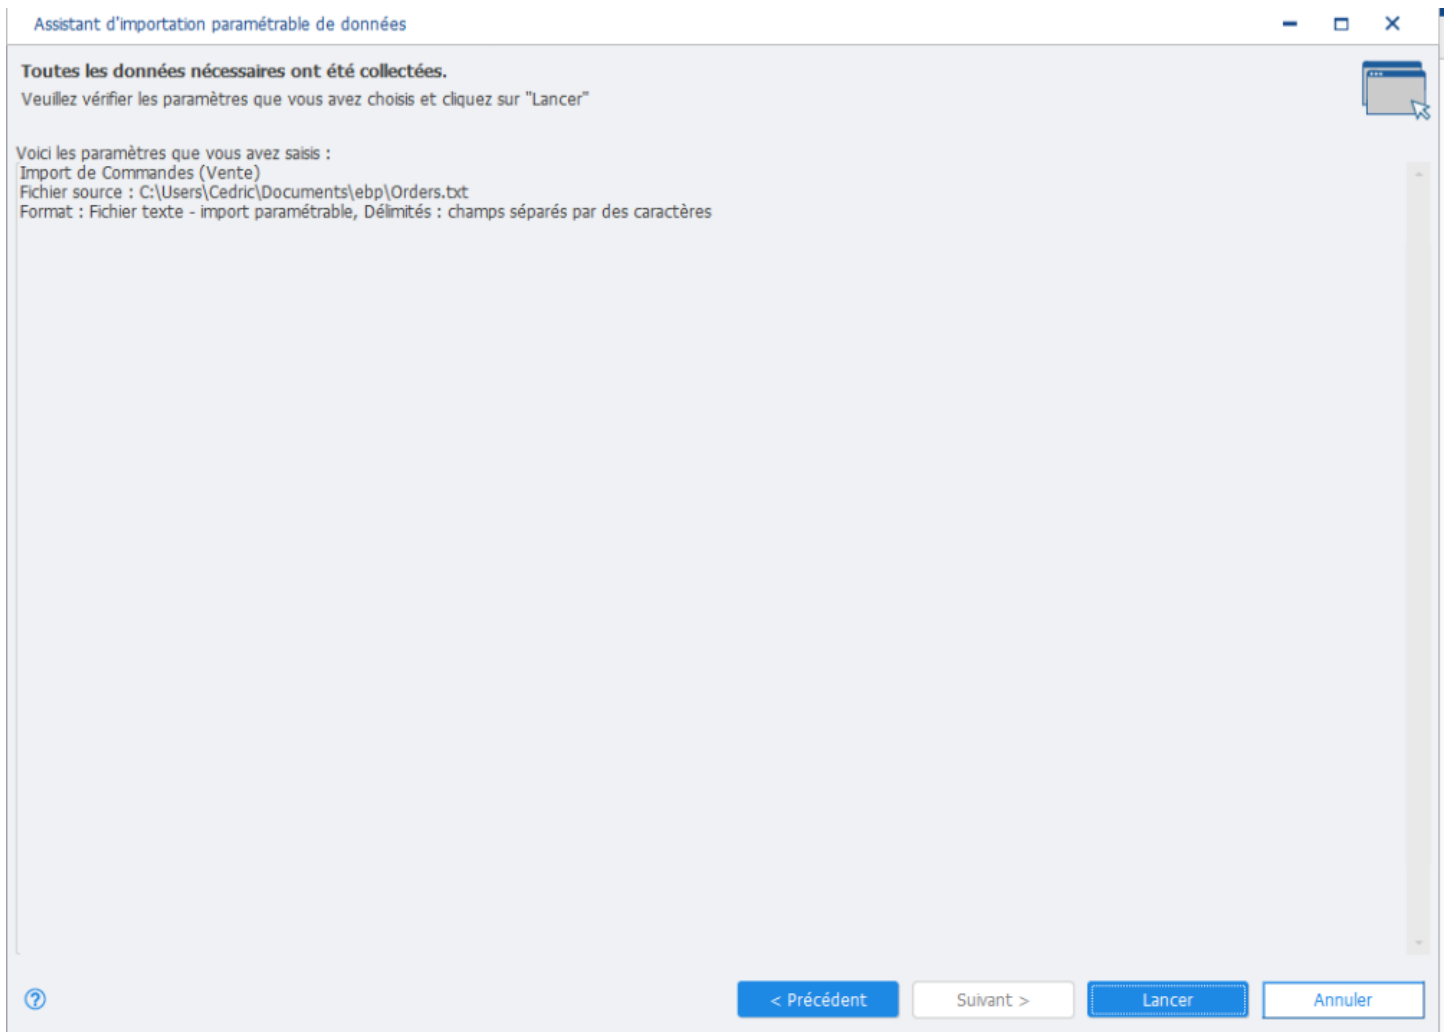 Assistant d'importation paramétrable de données
Toutes les données nécessaires ont été collectées.
Veuillez vérifier les paramètres que vous avez choisis et cliquez sur "Lancer"
Voici les paramètres que vous avez saisis :
Import de Commandes (Vente)
Fichier source : C:\Users\Cedric\Documents\ebp\Orders.txt
Format : Fichier texte - import paramétrable, Délimités : champs séparés par des caractères
? < Précédent Suivant > Lancer Annuler